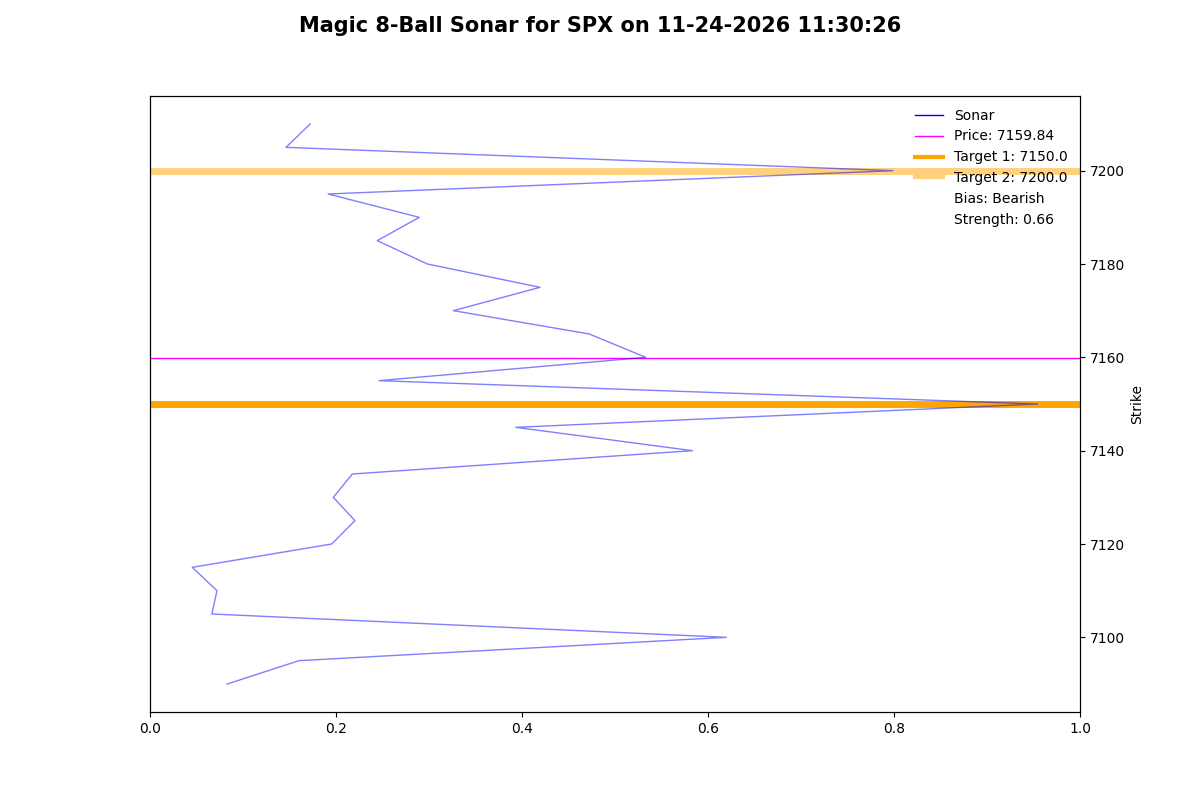 Magic 8-Ball Sonar for SPX on 11-24-2026 11:30:26
Sonar
Price: 7159.84
Target 1: 7150.0
Target 2: 7200.0
Bias: Bearish
Strength: 0.66
7200
7180
7160
7140
7120
7100
Strike
0.0 0.2 0.4 0.6 0.8 1.0